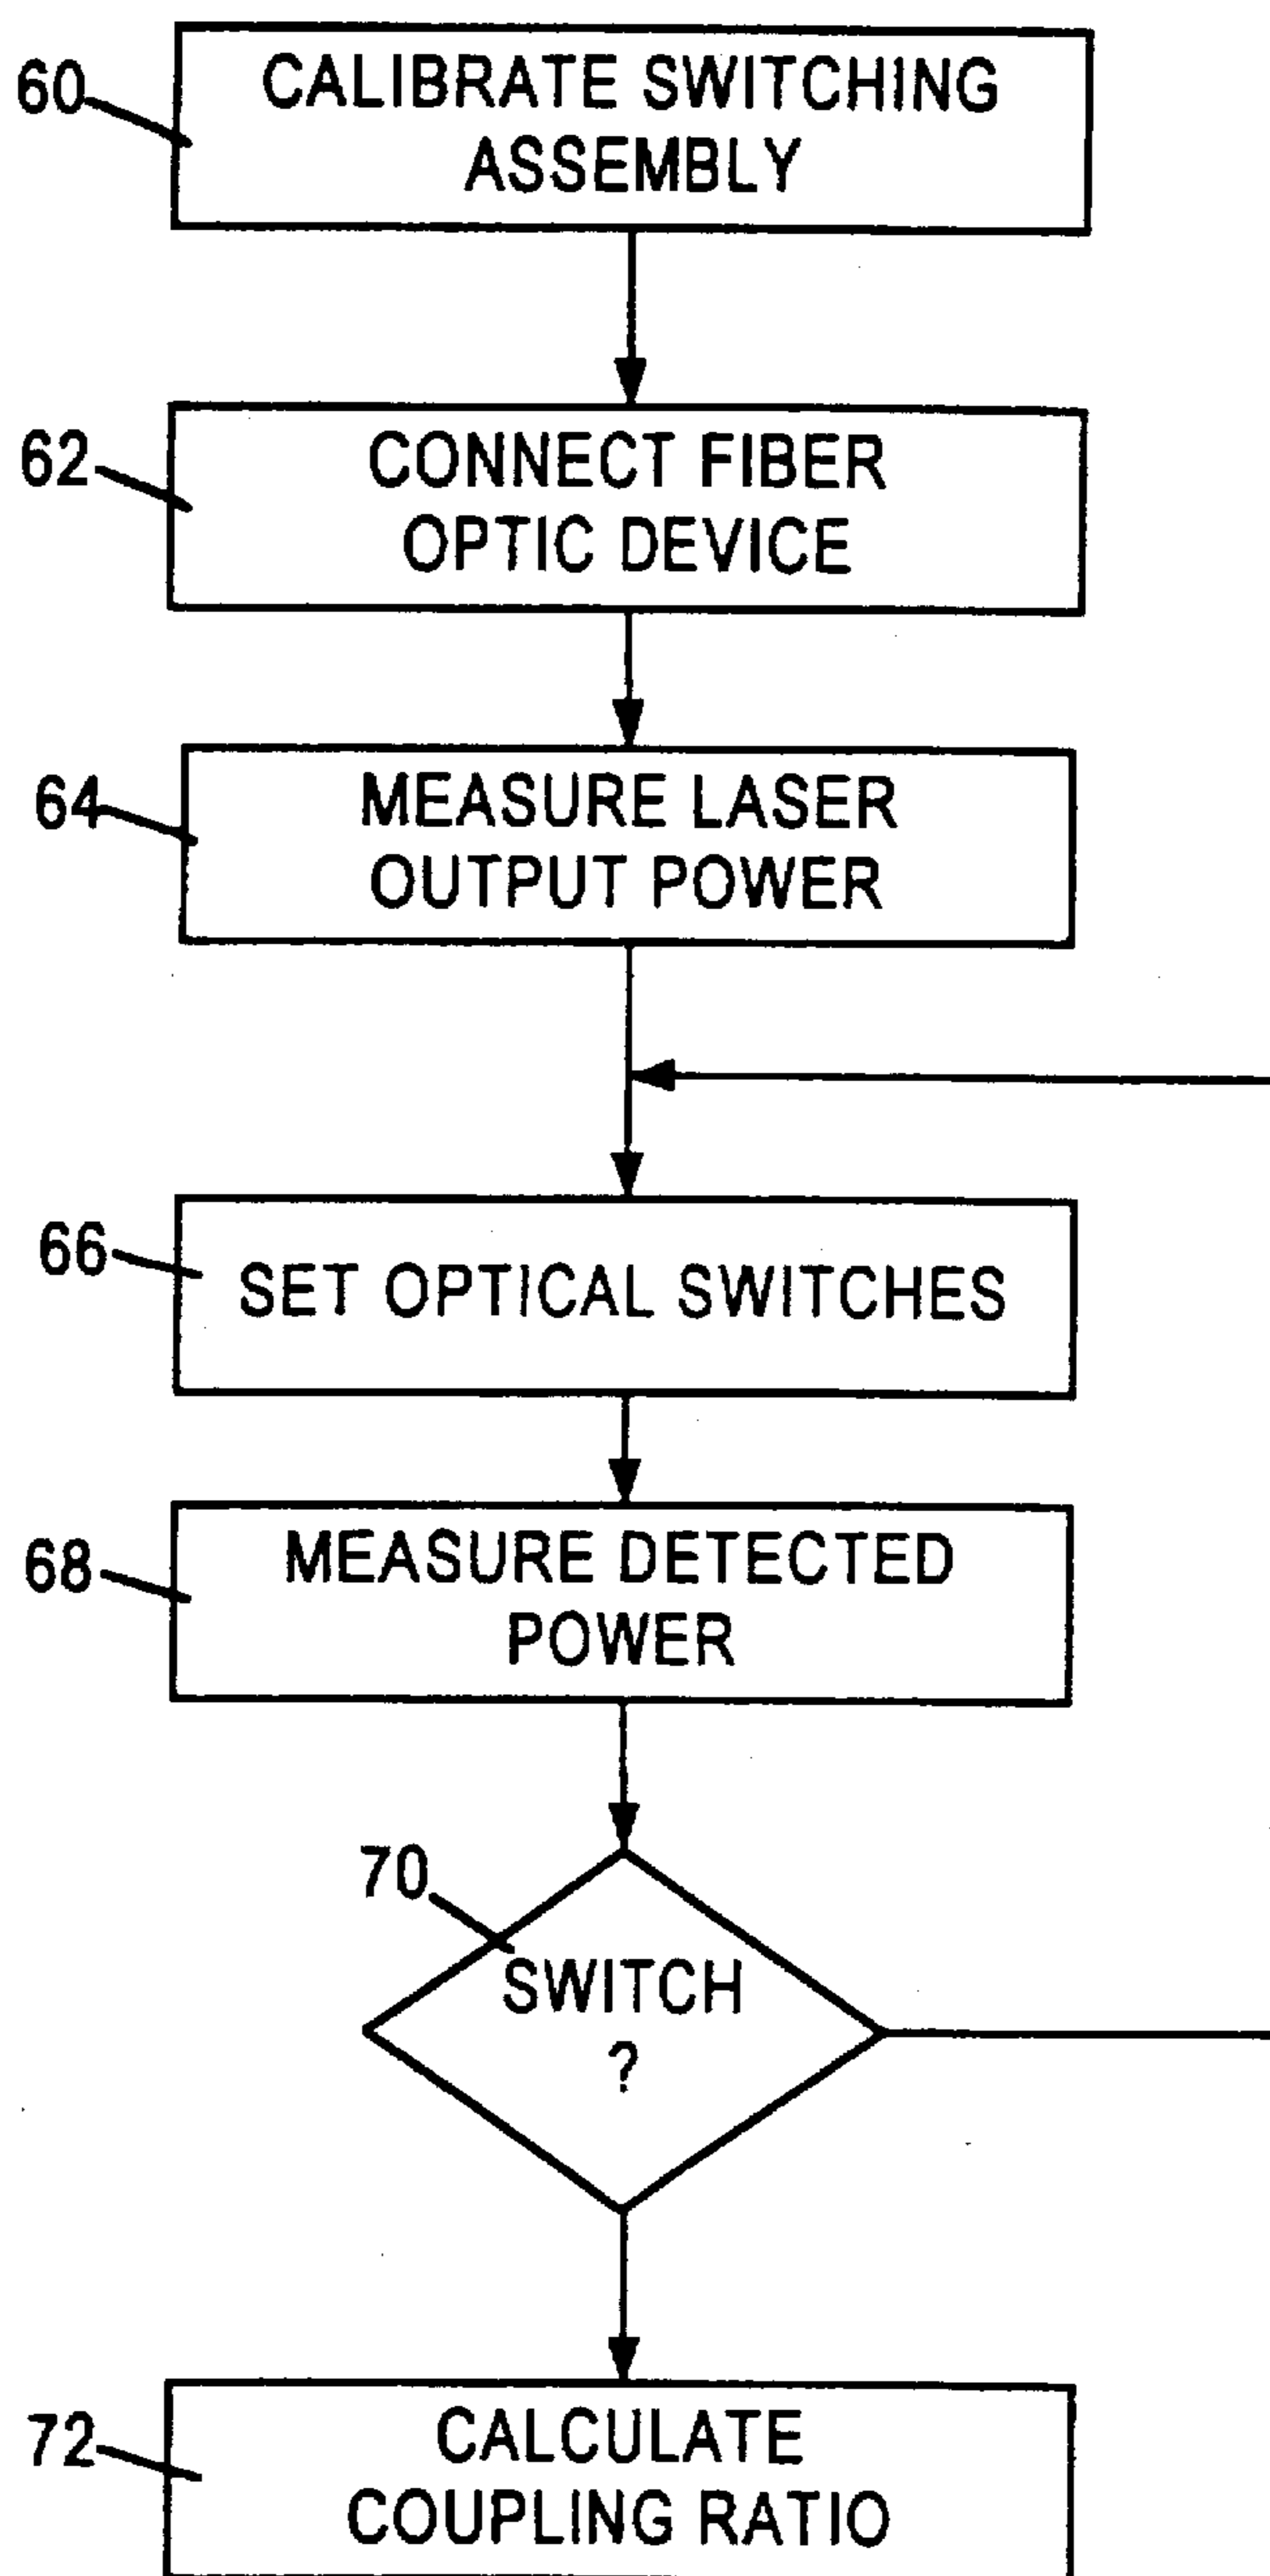 60
CALIBRATE SWITCHING
ASSEMBLY
62
CONNECT FIBER
OPTIC DEVICE
64
MEASURE LASER
OUTPUT POWER
66
SET OPTICAL SWITCHES
68
MEASURE DETECTED
POWER
70
SWITCH
?
72
CALCULATE
COUPLING RATIO